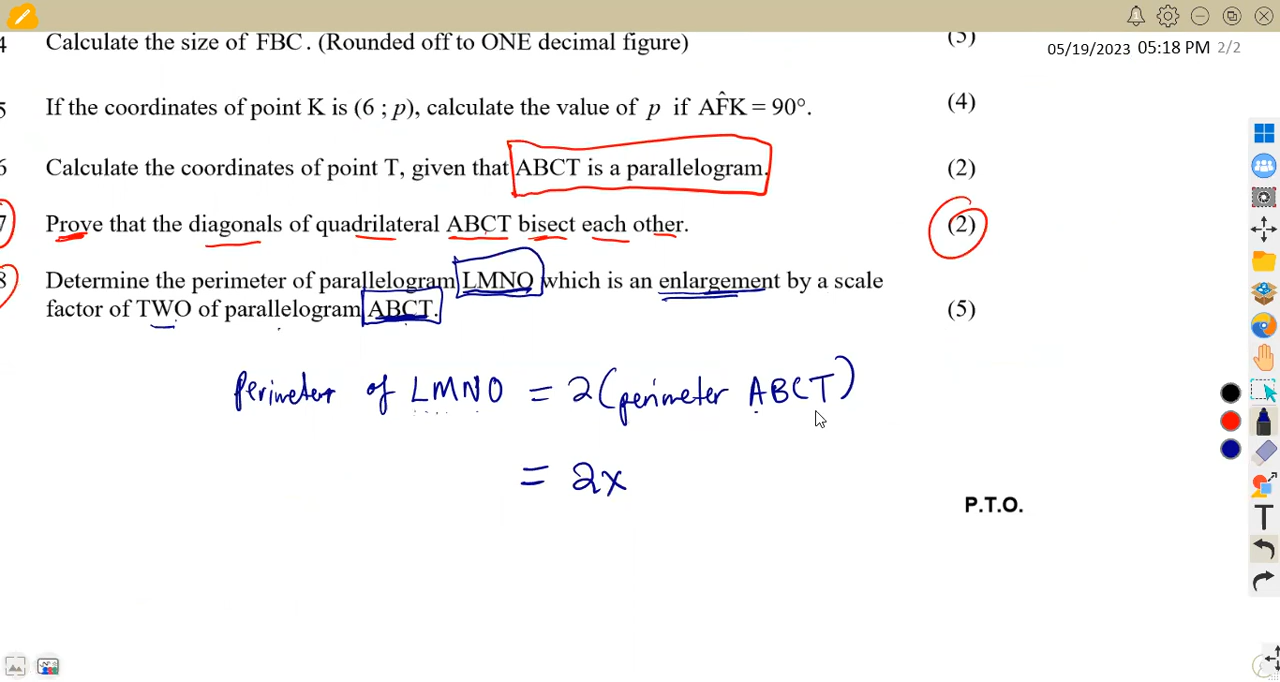 05/19/2023 05:18 PM 2/2
4 Calculate the size of FBC. (Rounded off to ONE decimal figure) (3)
5 If the coordinates of point K is (6 ; p), calculate the value of p if AF̂K = 90°. (4)
6 Calculate the coordinates of point T, given that ABCT is a parallelogram. (2)
7 Prove that the diagonals of quadrilateral ABCT bisect each other. (2)
8 Determine the perimeter of parallelogram LMNO which is an enlargement by a scale
factor of TWO of parallelogram ABCT. (5)
perimeter of LMNO = 2(perimeter ABCT)
= 2x
P.T.O.
T